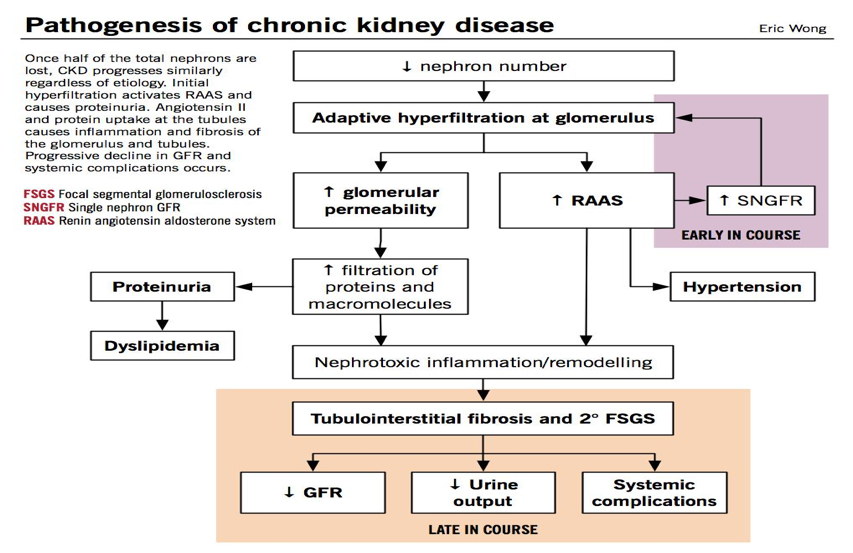 Pathogenesis of chronic kidney disease
Eric Wong
Once half of the total nephrons are
lost, CKD progresses similarly
regardless of etiology. Initial
hyperfiltration activates RAAS and
causes proteinuria. Angiotensin II
and protein uptake at the tubules
causes inflammation and fibrosis of
the glomerulus and tubules.
Progressive decline in GFR and
systemic complications occurs.
FSGS Focal segmental glomerulosclerosis
SNGFR Single nephron GFR
RAAS Renin angiotensin aldosterone system
↓ nephron number
Adaptive hyperfiltration at glomerulus
↑ glomerular
permeability
↑ RAAS
↑ SNGFR
EARLY IN COURSE
↑ filtration of
proteins and
macromolecules
Proteinuria
Hypertension
Dyslipidemia
Nephrotoxic inflammation/remodelling
Tubulointerstitial fibrosis and 2° FSGS
↓ GFR
↓ Urine
output
Systemic
complications
LATE IN COURSE